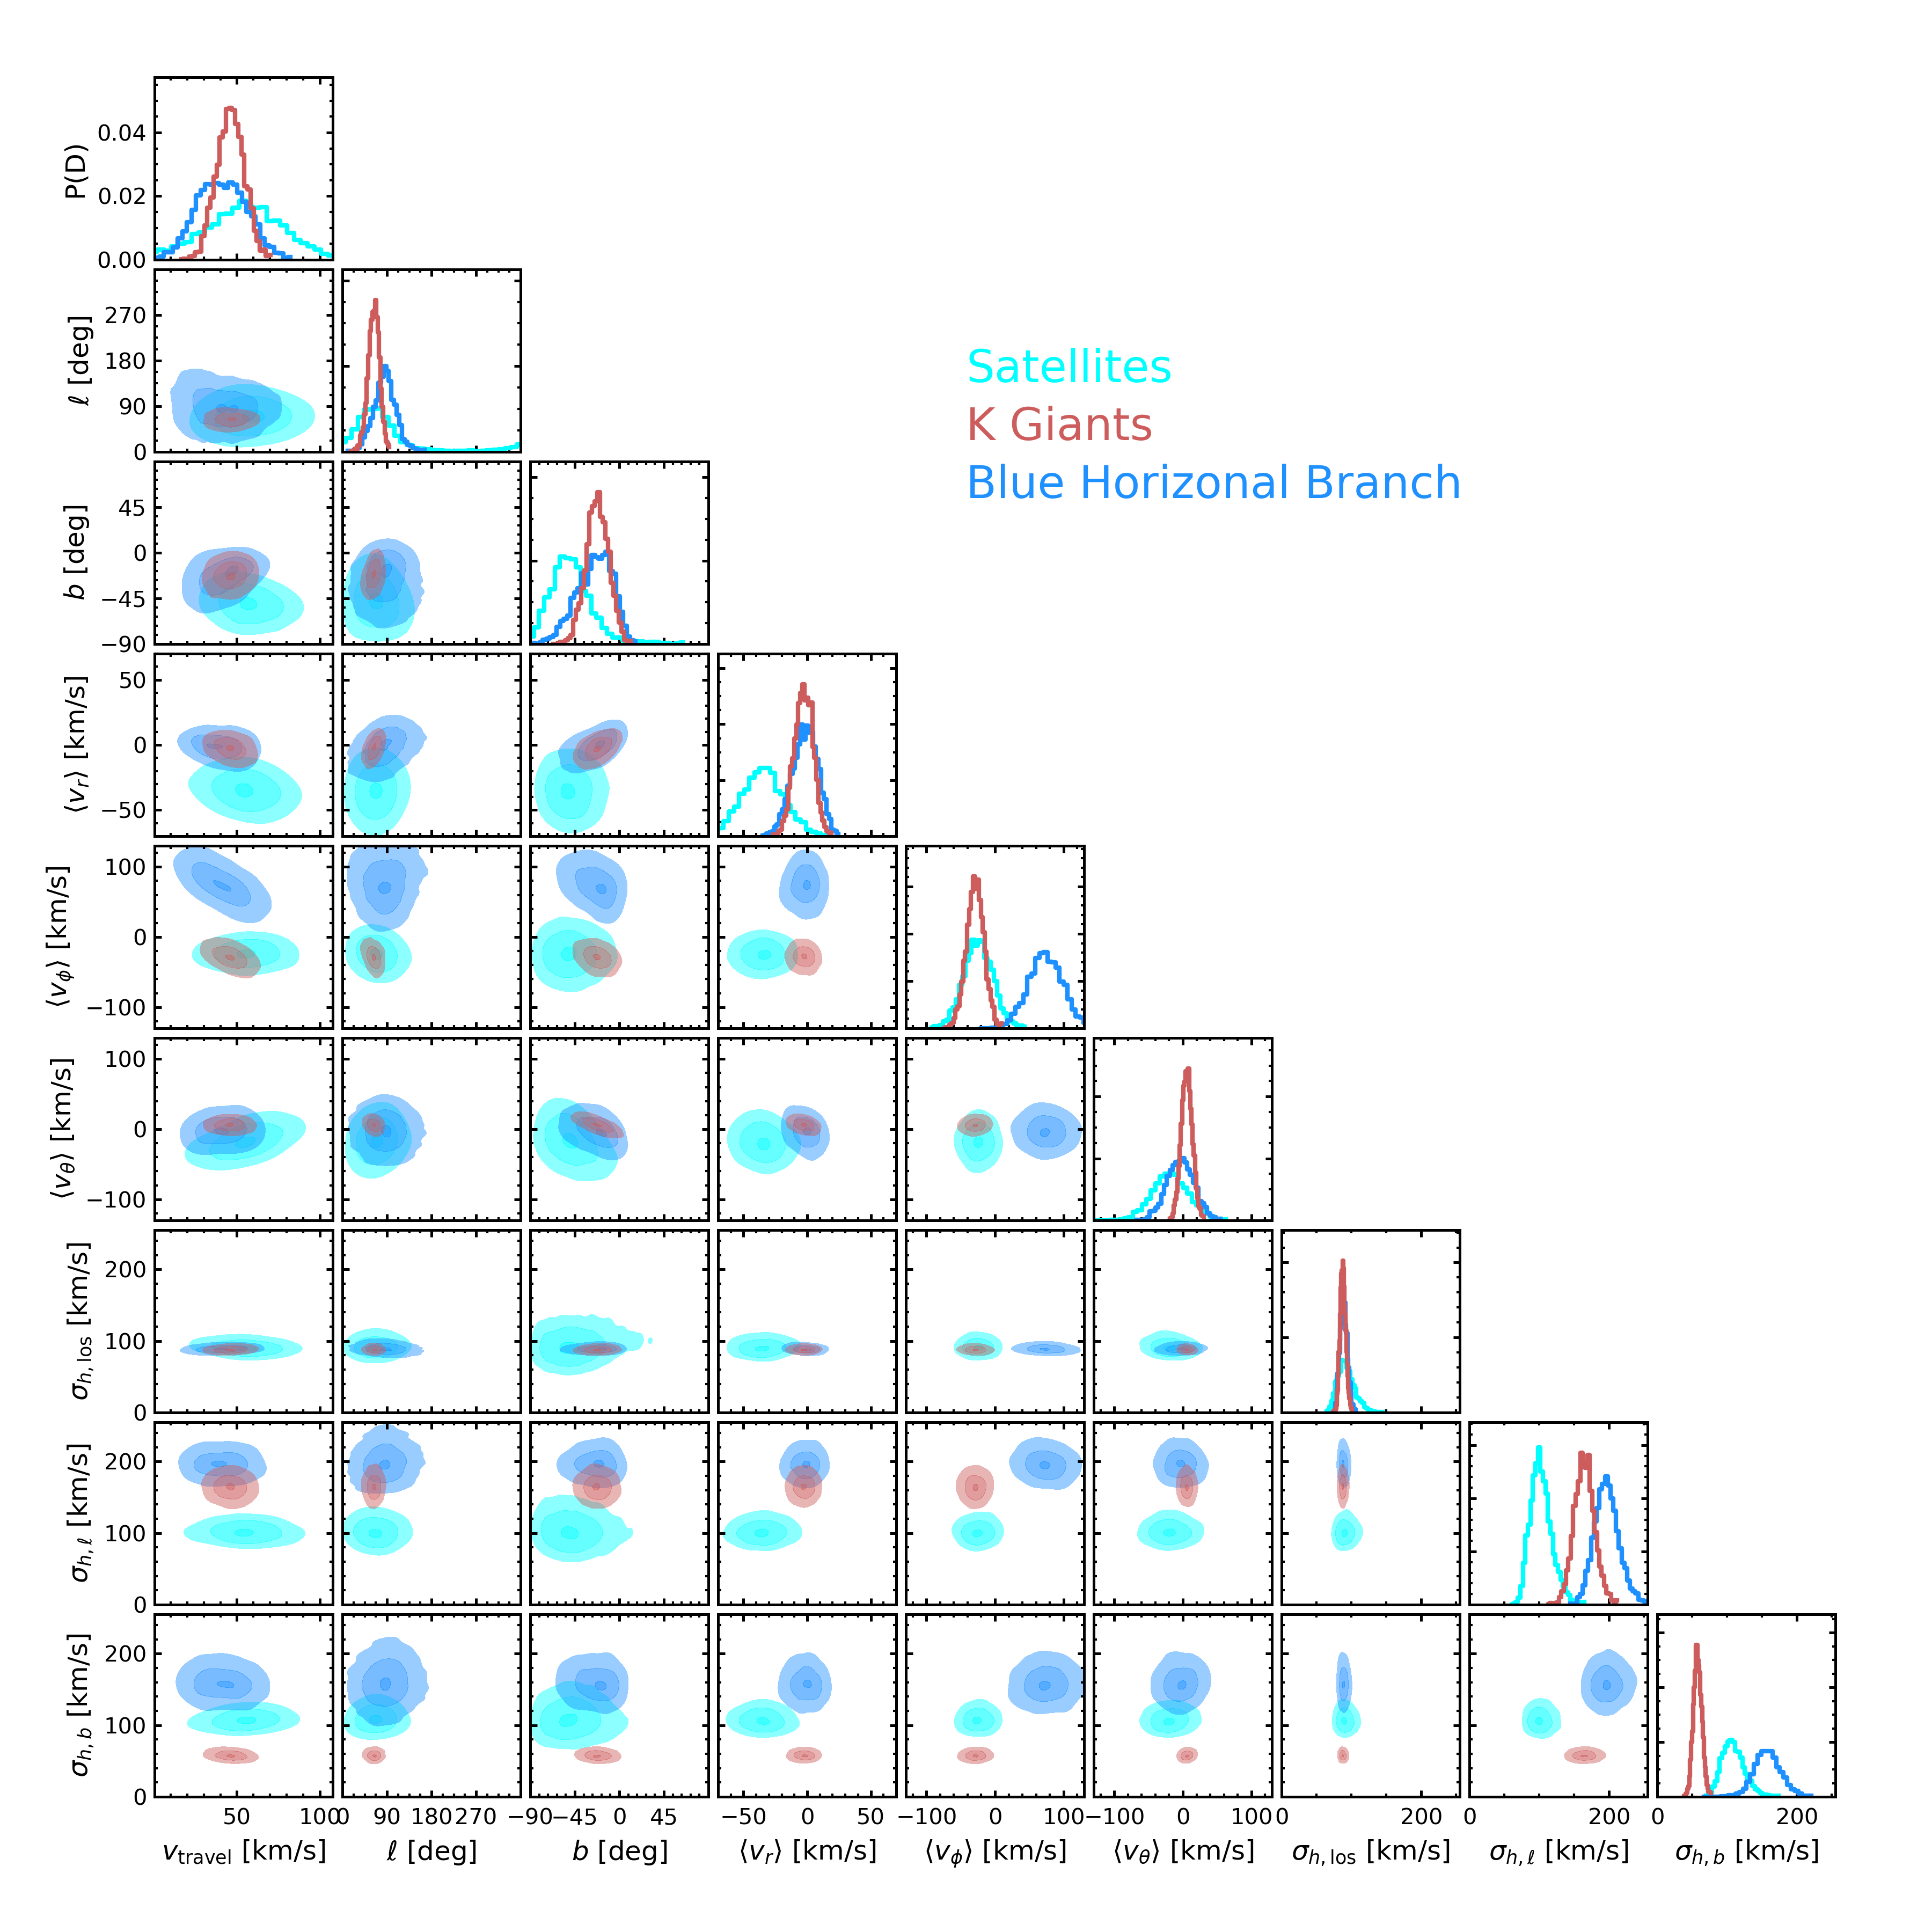 P(D)
0.04
0.02
0.00
ℓ [deg]
270
180
90
0
Satellites
K Giants
Blue Horizonal Branch
b [deg]
45
0
−45
−90
⟨v_r⟩ [km/s]
50
0
−50
⟨v_ϕ⟩ [km/s]
100
0
−100
⟨v_θ⟩ [km/s]
100
0
−100
σ_h,los [km/s]
200
100
0
σ_h,ℓ [km/s]
200
100
0
σ_h,b [km/s]
200
100
0
50 100 0 90 180 270 −90 −45 0 45 −50 0 50 −100 0 100 −100 0 100 0 200 0 200 0 200
v_travel [km/s] ℓ [deg] b [deg] ⟨v_r⟩ [km/s] ⟨v_ϕ⟩ [km/s] ⟨v_θ⟩ [km/s] σ_h,los [km/s] σ_h,ℓ [km/s] σ_h,b [km/s]